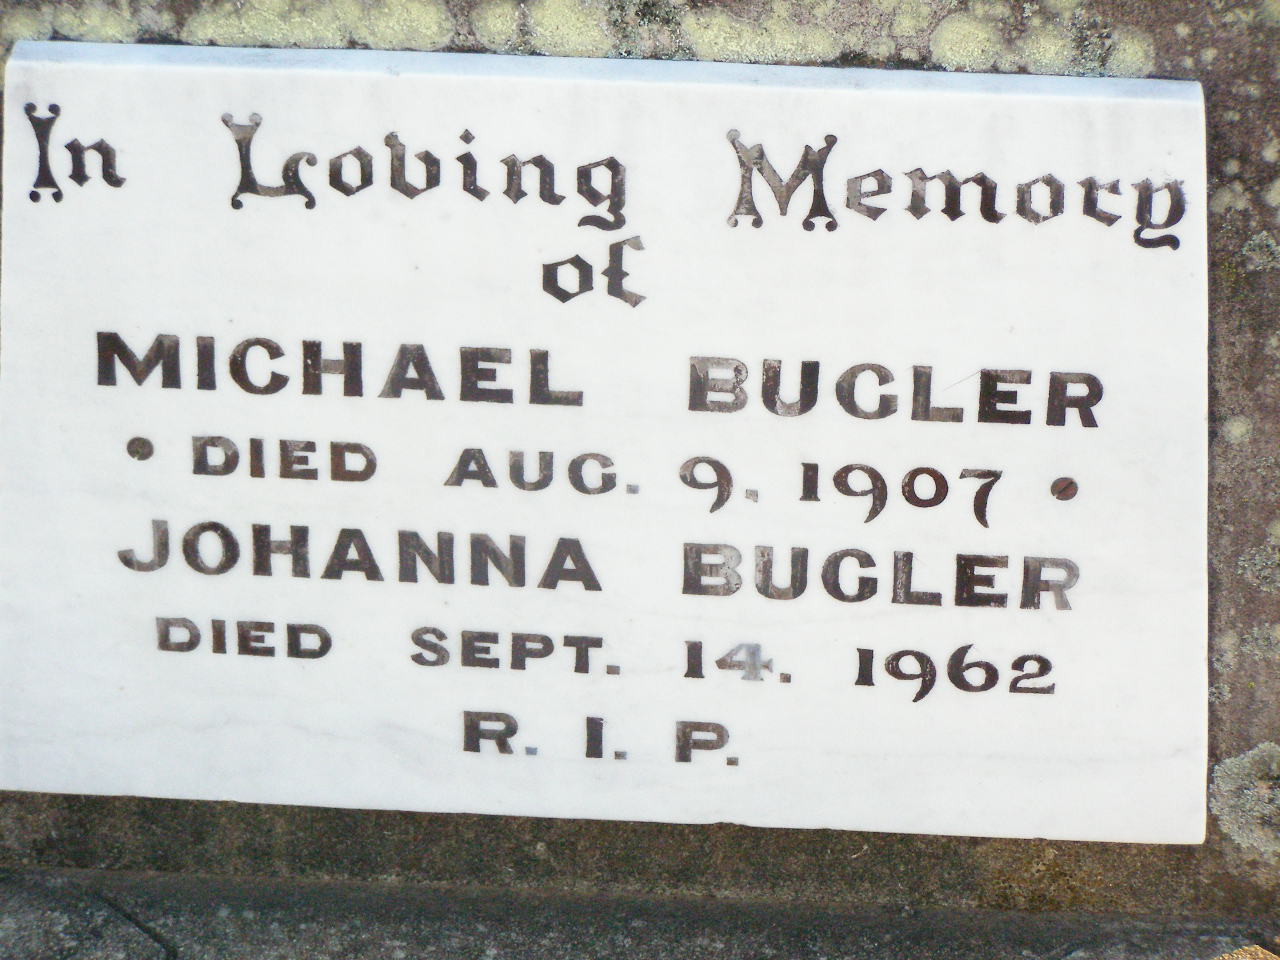 In Loving Memory
of
MICHAEL BUGLER
DIED AUG. 9. 1907
JOHANNA BUGLER
DIED SEPT. 14. 1962
R. I. P.